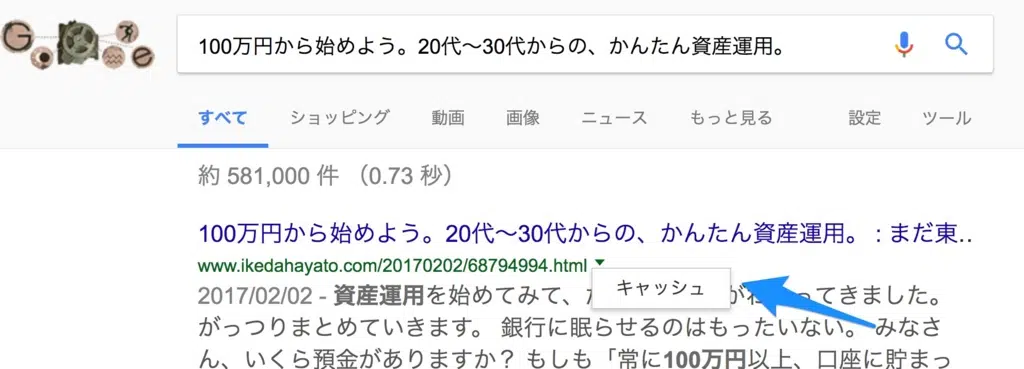 100万円から始めよう。20代〜30代からの、かんたん資産運用。
すべて ショッピング 動画 画像 ニュース もっと見る 設定 ツール
約 581,000 件 （0.73 秒）
100万円から始めよう。20代〜30代からの、かんたん資産運用。 : まだ東...
www.ikedahayato.com/20170202/68794994.html
キャッシュ
2017/02/02 - 資産運用を始めてみて、 ってきました。
がっつりまとめていきます。 銀行に眠らせるのはもったいない。 みなさ
ん、いくら預金がありますか？ もしも「常に100万円以上、口座に貯まっ